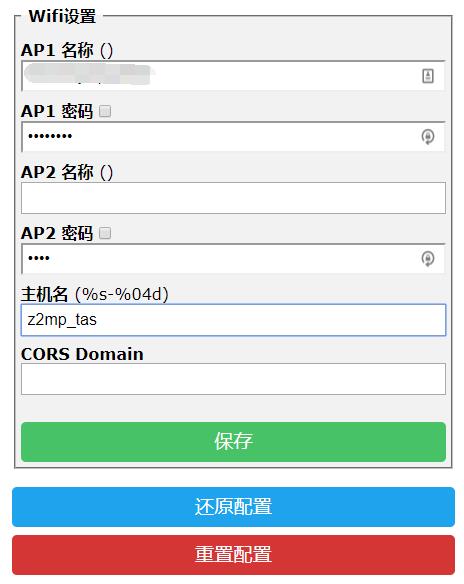 Wifi设置
AP1 名称 ()
AP1 密码
••••••••
AP2 名称 ()
AP2 密码
••••
主机名 (%s-%04d)
z2mp_tas
CORS Domain
保存
还原配置
重置配置